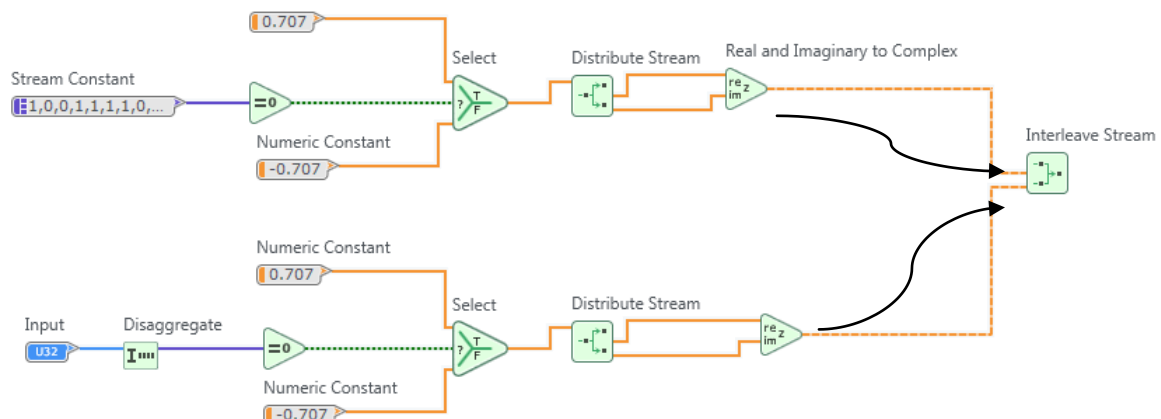 0.707
Select
Distribute Stream
Real and Imaginary to Complex
Stream Constant
1,0,0,1,1,1,1,0,...
=0
?
T
F
re
im
z
Interleave Stream
Numeric Constant
-0.707
Numeric Constant
0.707
Select
Distribute Stream
Input
Disaggregate
U32
I
=0
?
T
F
re
im
z
Numeric Constant
-0.707